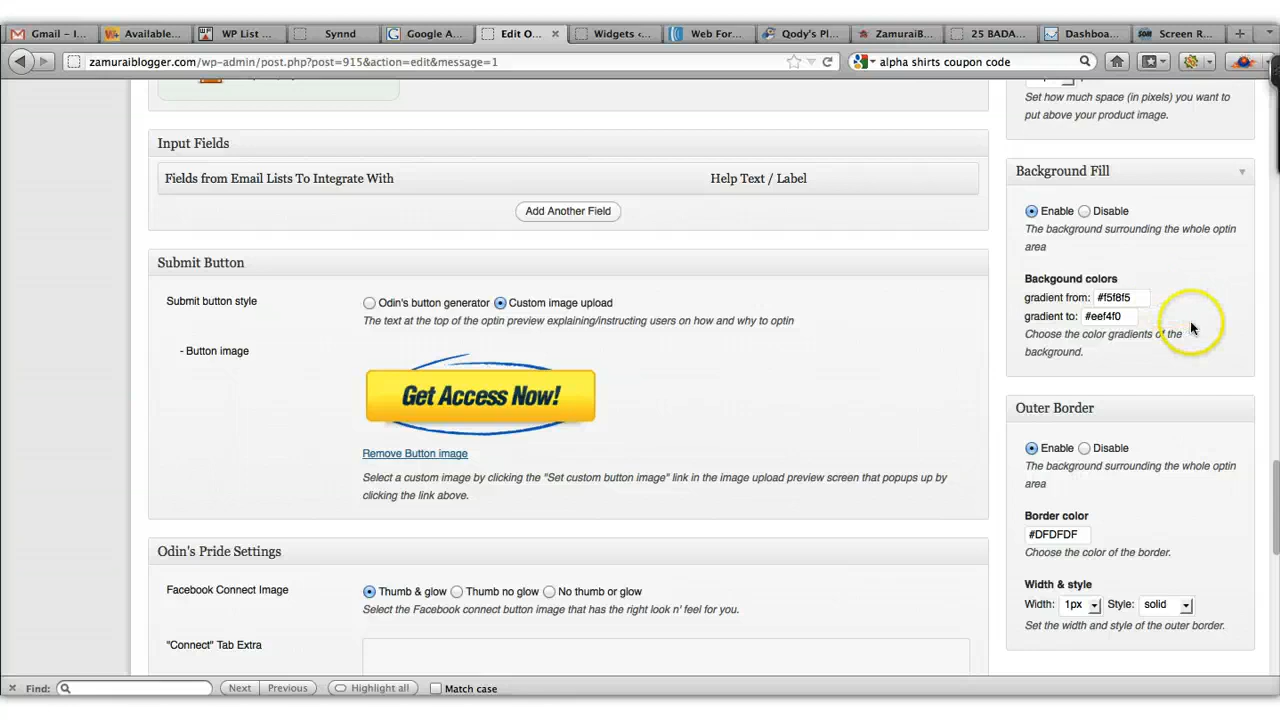 Gmail – I...
Available...
WP List ...
Synnd
Google A...
Edit O...
Widgets ‹...
Web For...
Qody's Pl...
ZamuraiB...
25 BADA...
Dashboa...
Screen R...
zamuraiblogger.com/wp-admin/post.php?post=915&action=edit&message=1
alpha shirts coupon code
Input Fields
Fields from Email Lists To Integrate With
Help Text / Label
Add Another Field
Submit Button
Submit button style
Odin's button generator
Custom image upload
The text at the top of the optin preview explaining/instructing users on how and why to optin
- Button image
Get Access Now!
Remove Button image
Select a custom image by clicking the "Set custom button image" link in the image upload preview screen that popups up by
clicking the link above.
Odin's Pride Settings
Facebook Connect Image
Thumb & glow
Thumb no glow
No thumb or glow
Select the Facebook connect button image that has the right look n' feel for you.
"Connect" Tab Extra
Set how much space (in pixels) you want to
put above your product image.
Background Fill
Enable
Disable
The background surrounding the whole optin
area
Backgound colors
gradient from: #f5f8f5
gradient to: #eef4f0
Choose the color gradients of the
background.
Outer Border
Enable
Disable
The background surrounding the whole optin
area
Border color
#DFDFDF
Choose the color of the border.
Width & style
Width: 1px Style: solid
Set the width and style of the outer border.
Find:
Next
Previous
Highlight all
Match case